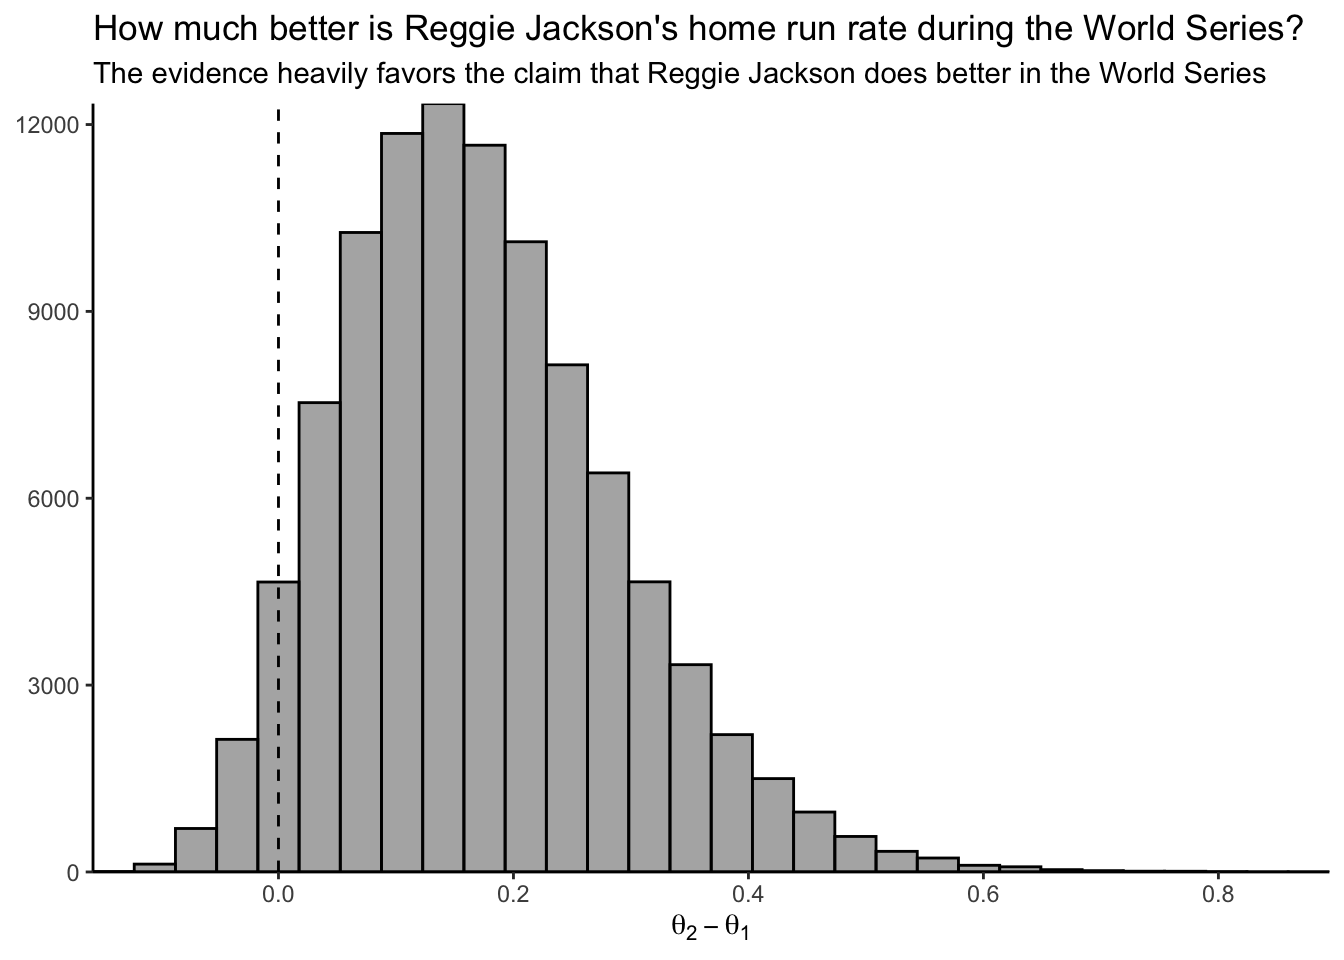 How much better is Reggie Jackson's home run rate during the World Series?
The evidence heavily favors the claim that Reggie Jackson does better in the World Series
12000
9000
6000
3000
0
0.0 0.2 0.4 0.6 0.8
θ₂ – θ₁